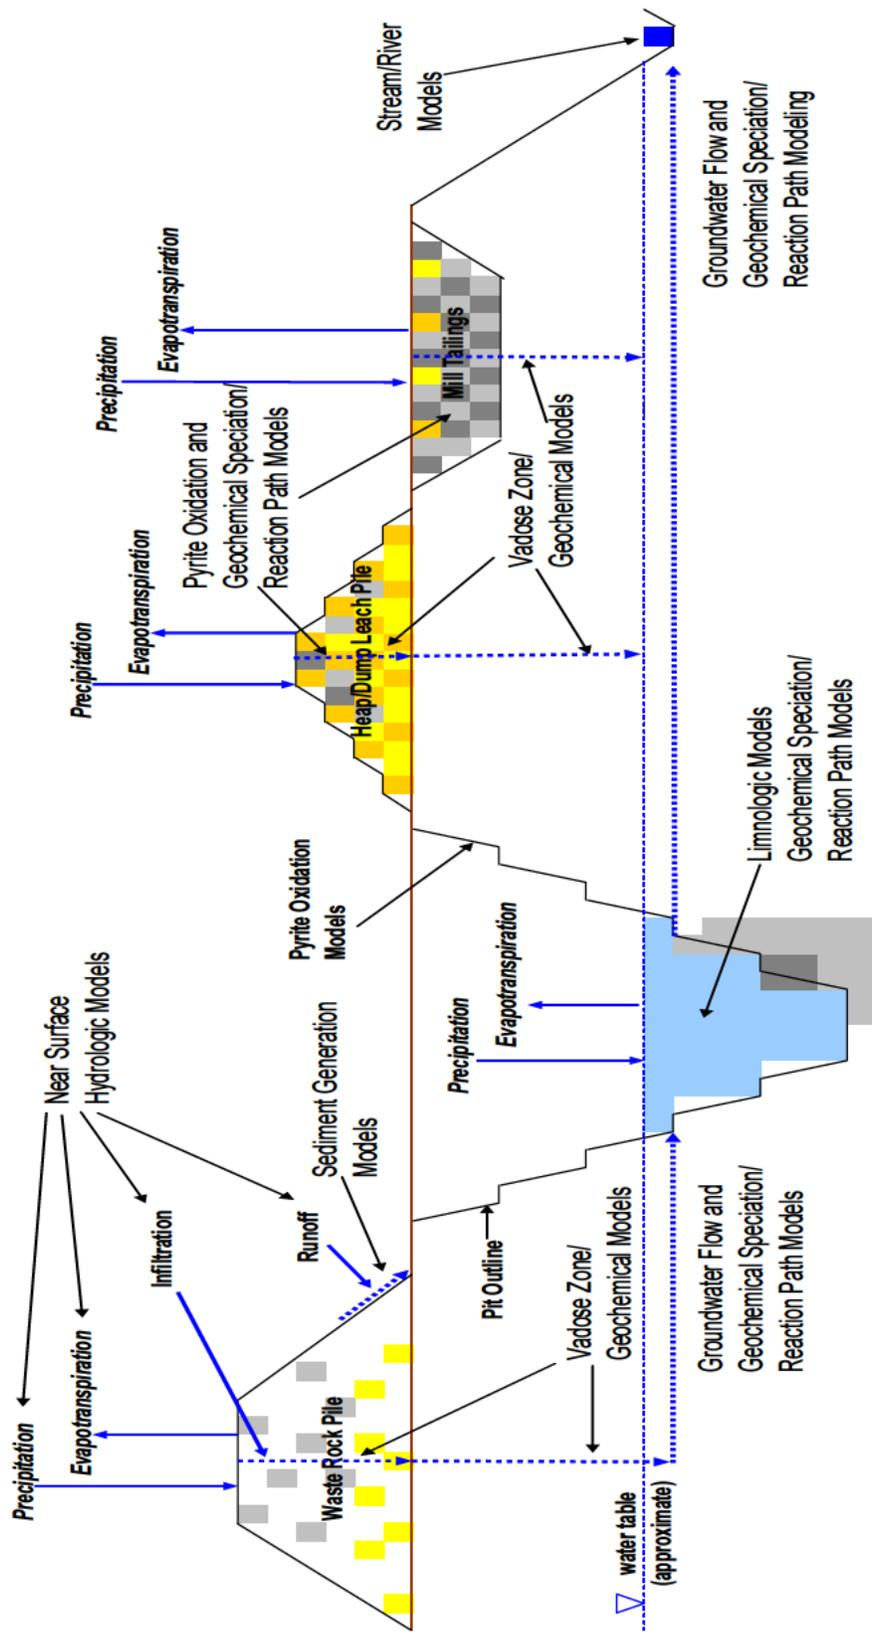 Precipitation
Evapotranspiration
Near Surface
Hydrologic Models
Infiltration
Runoff
Sediment Generation
Models
Waste Rock Pile
Pit Outline
Vadose Zone/
Geochemical Models
water table
(approximate)
Groundwater Flow and
Geochemical Speciation/
Reaction Path Models
Precipitation
Evapotranspiration
Pyrite Oxidation
Models
Limnologic Models
Geochemical Speciation/
Reaction Path Models
Precipitation
Evapotranspiration
Heap/Dump Leach Pile
Pyrite Oxidation and
Geochemical Speciation/
Reaction Path Models
Vadose Zone/
Geochemical Models
Precipitation
Evapotranspiration
Mill Tailings
Stream/River
Models
Groundwater Flow and
Geochemical Speciation/
Reaction Path Modeling